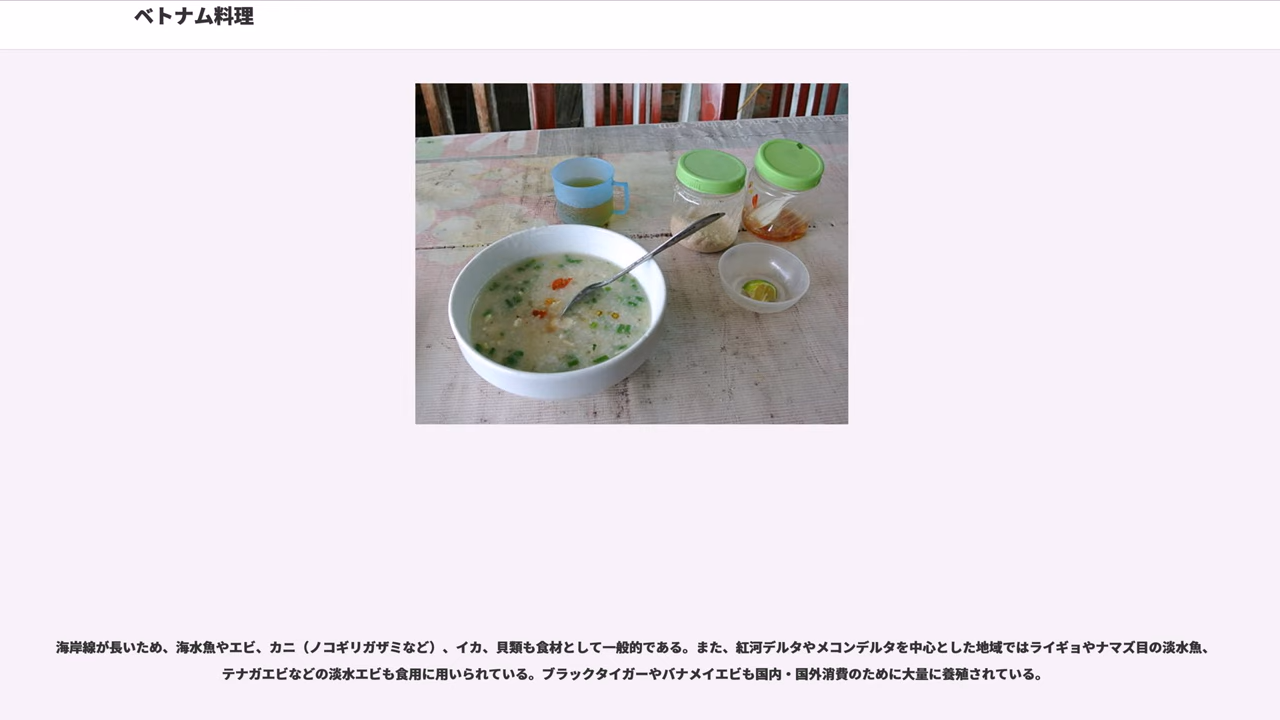 ベトナム料理
海岸線が長いため、海水魚やエビ、カニ（ノコギリガザミなど）、イカ、貝類も食材として一般的である。また、紅河デルタやメコンデルタを中心とした地域ではライギョやナマズ目の淡水魚、
テナガエビなどの淡水エビも食用に用いられている。ブラックタイガーやバナメイエビも国内・国外消費のために大量に養殖されている。